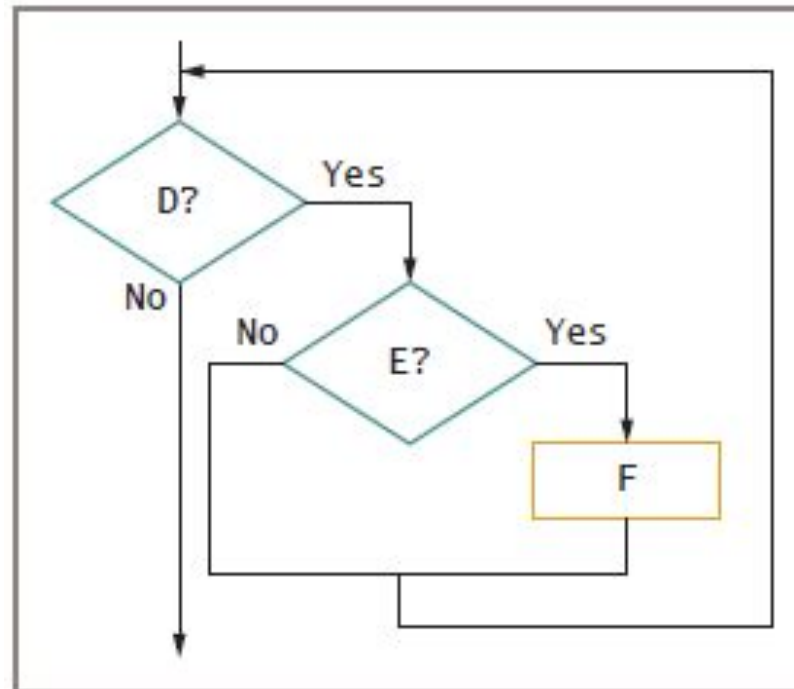 Yes
D?
No
No
Yes
E?
F